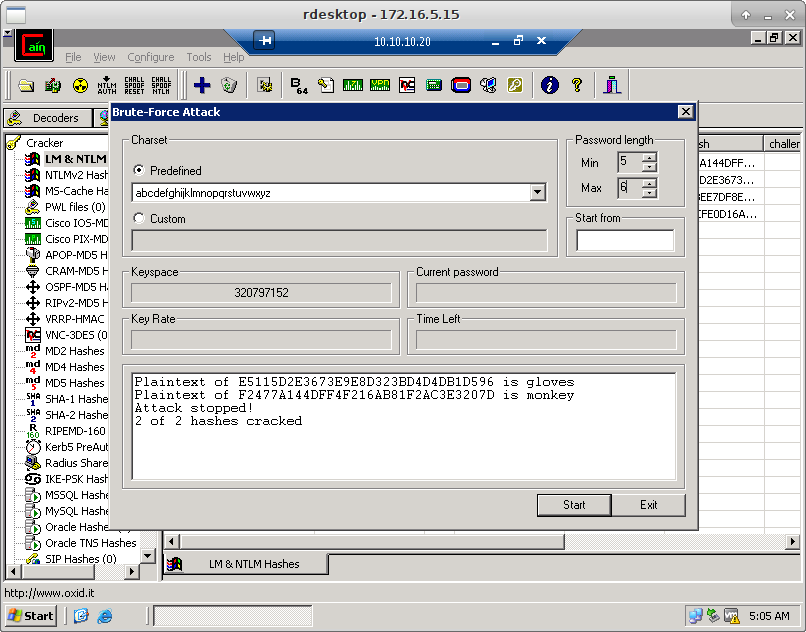 rdesktop - 172.16.5.15
10.10.10.20
Caín
File View Configure Tools Help
NTLM AUTH
CHALL SPOOF RESET
CHALL SPOOF NTLM
B64
Decoders
Brute-Force Attack
Cracker
LM & NTLM
NTLMv2 Hash
MS-Cache Ha
PWL files (0)
Cisco IOS-MD
Cisco PIX-MD
APOP-MD5 H
CRAM-MD5 H
OSPF-MD5 H
RIPv2-MD5 H
VRRP-HMAC
VNC-3DES (0
MD2 Hashes
MD4 Hashes
MD5 Hashes
SHA-1 Hashe
SHA-2 Hashe
RIPEMD-160
Kerb5 PreAut
Radius Share
IKE-PSK Hash
MSSQL Hashe
MySQL Hashe
Oracle Hashes (0)
Oracle TNS Hashes
SIP Hashes (0)
Charset
Predefined
abcdefghijklmnopqrstuvwxyz
Custom
Password length
Min 5
Max 6
Start from
Keyspace
320797152
Current password
Key Rate
Time Left
Plaintext of E5115D2E3673E9E8D323BD4D4DB1D596 is gloves
Plaintext of F2477A144DFF4F216AB81F2AC3E3207D is monkey
Attack stopped!
2 of 2 hashes cracked
Start
Exit
sh
challer
A144DFF...
D2E3673...
EE7DF8E...
FE0D16A...
LM & NTLM Hashes
http://www.oxid.it
Start
5:05 AM